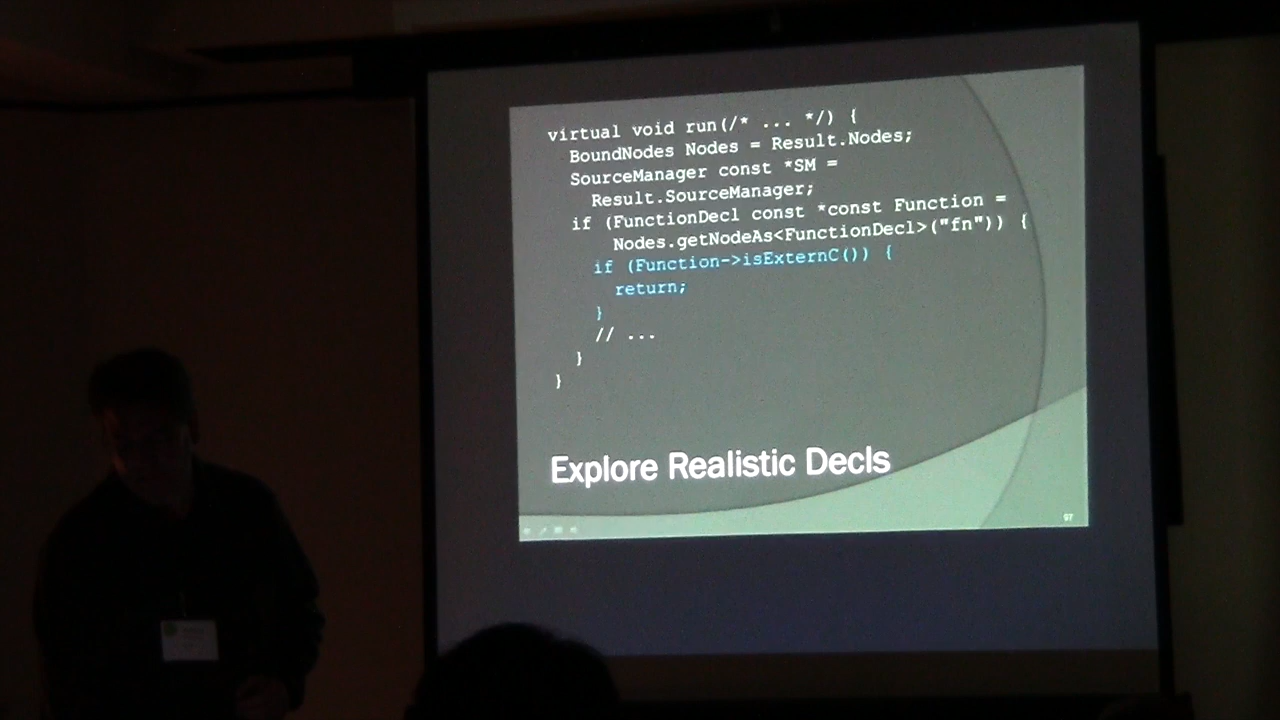 virtual void run(/* ... */) {
BoundNodes Nodes = Result.Nodes;
SourceManager const *SM =
Result.SourceManager;
if (FunctionDecl const *const Function =
Nodes.getNodeAs<FunctionDecl>("fn")) {
if (Function->isExternC()) {
return;
}
// ...
}
}
Explore Realistic Decls
97